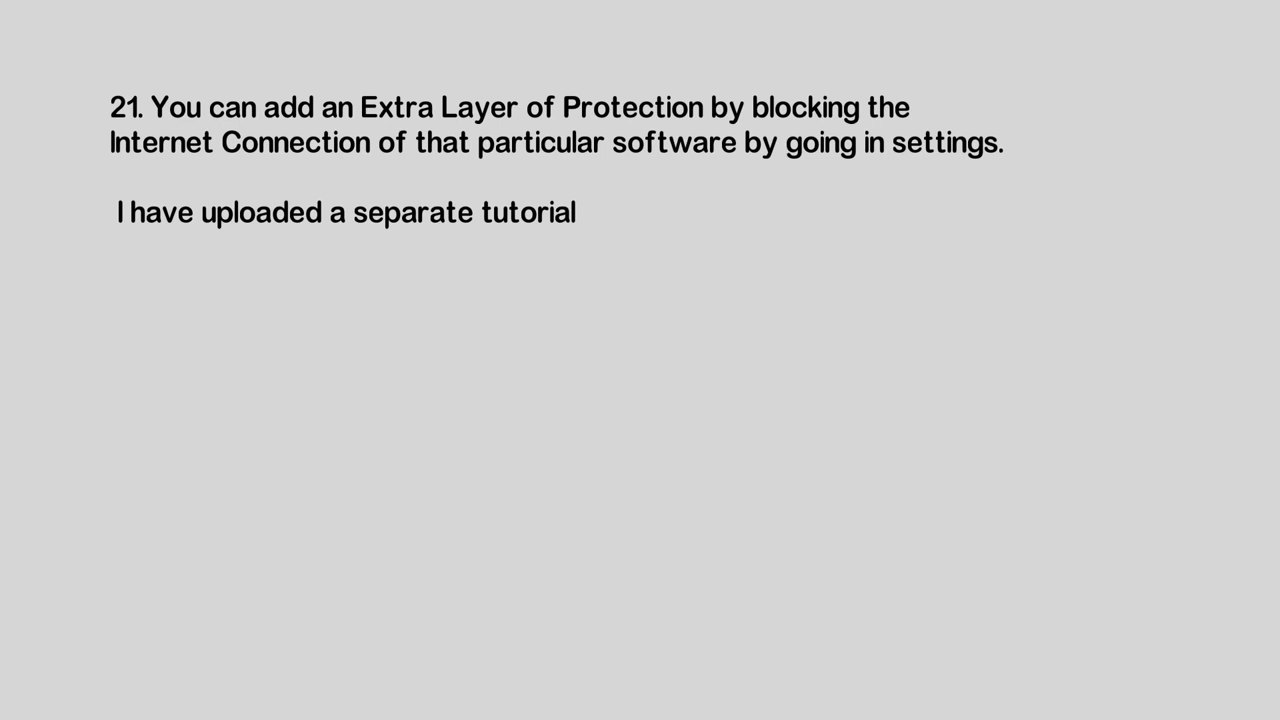 21. You can add an Extra Layer of Protection by blocking the
Internet Connection of that particular software by going in settings.
I have uploaded a separate tutorial